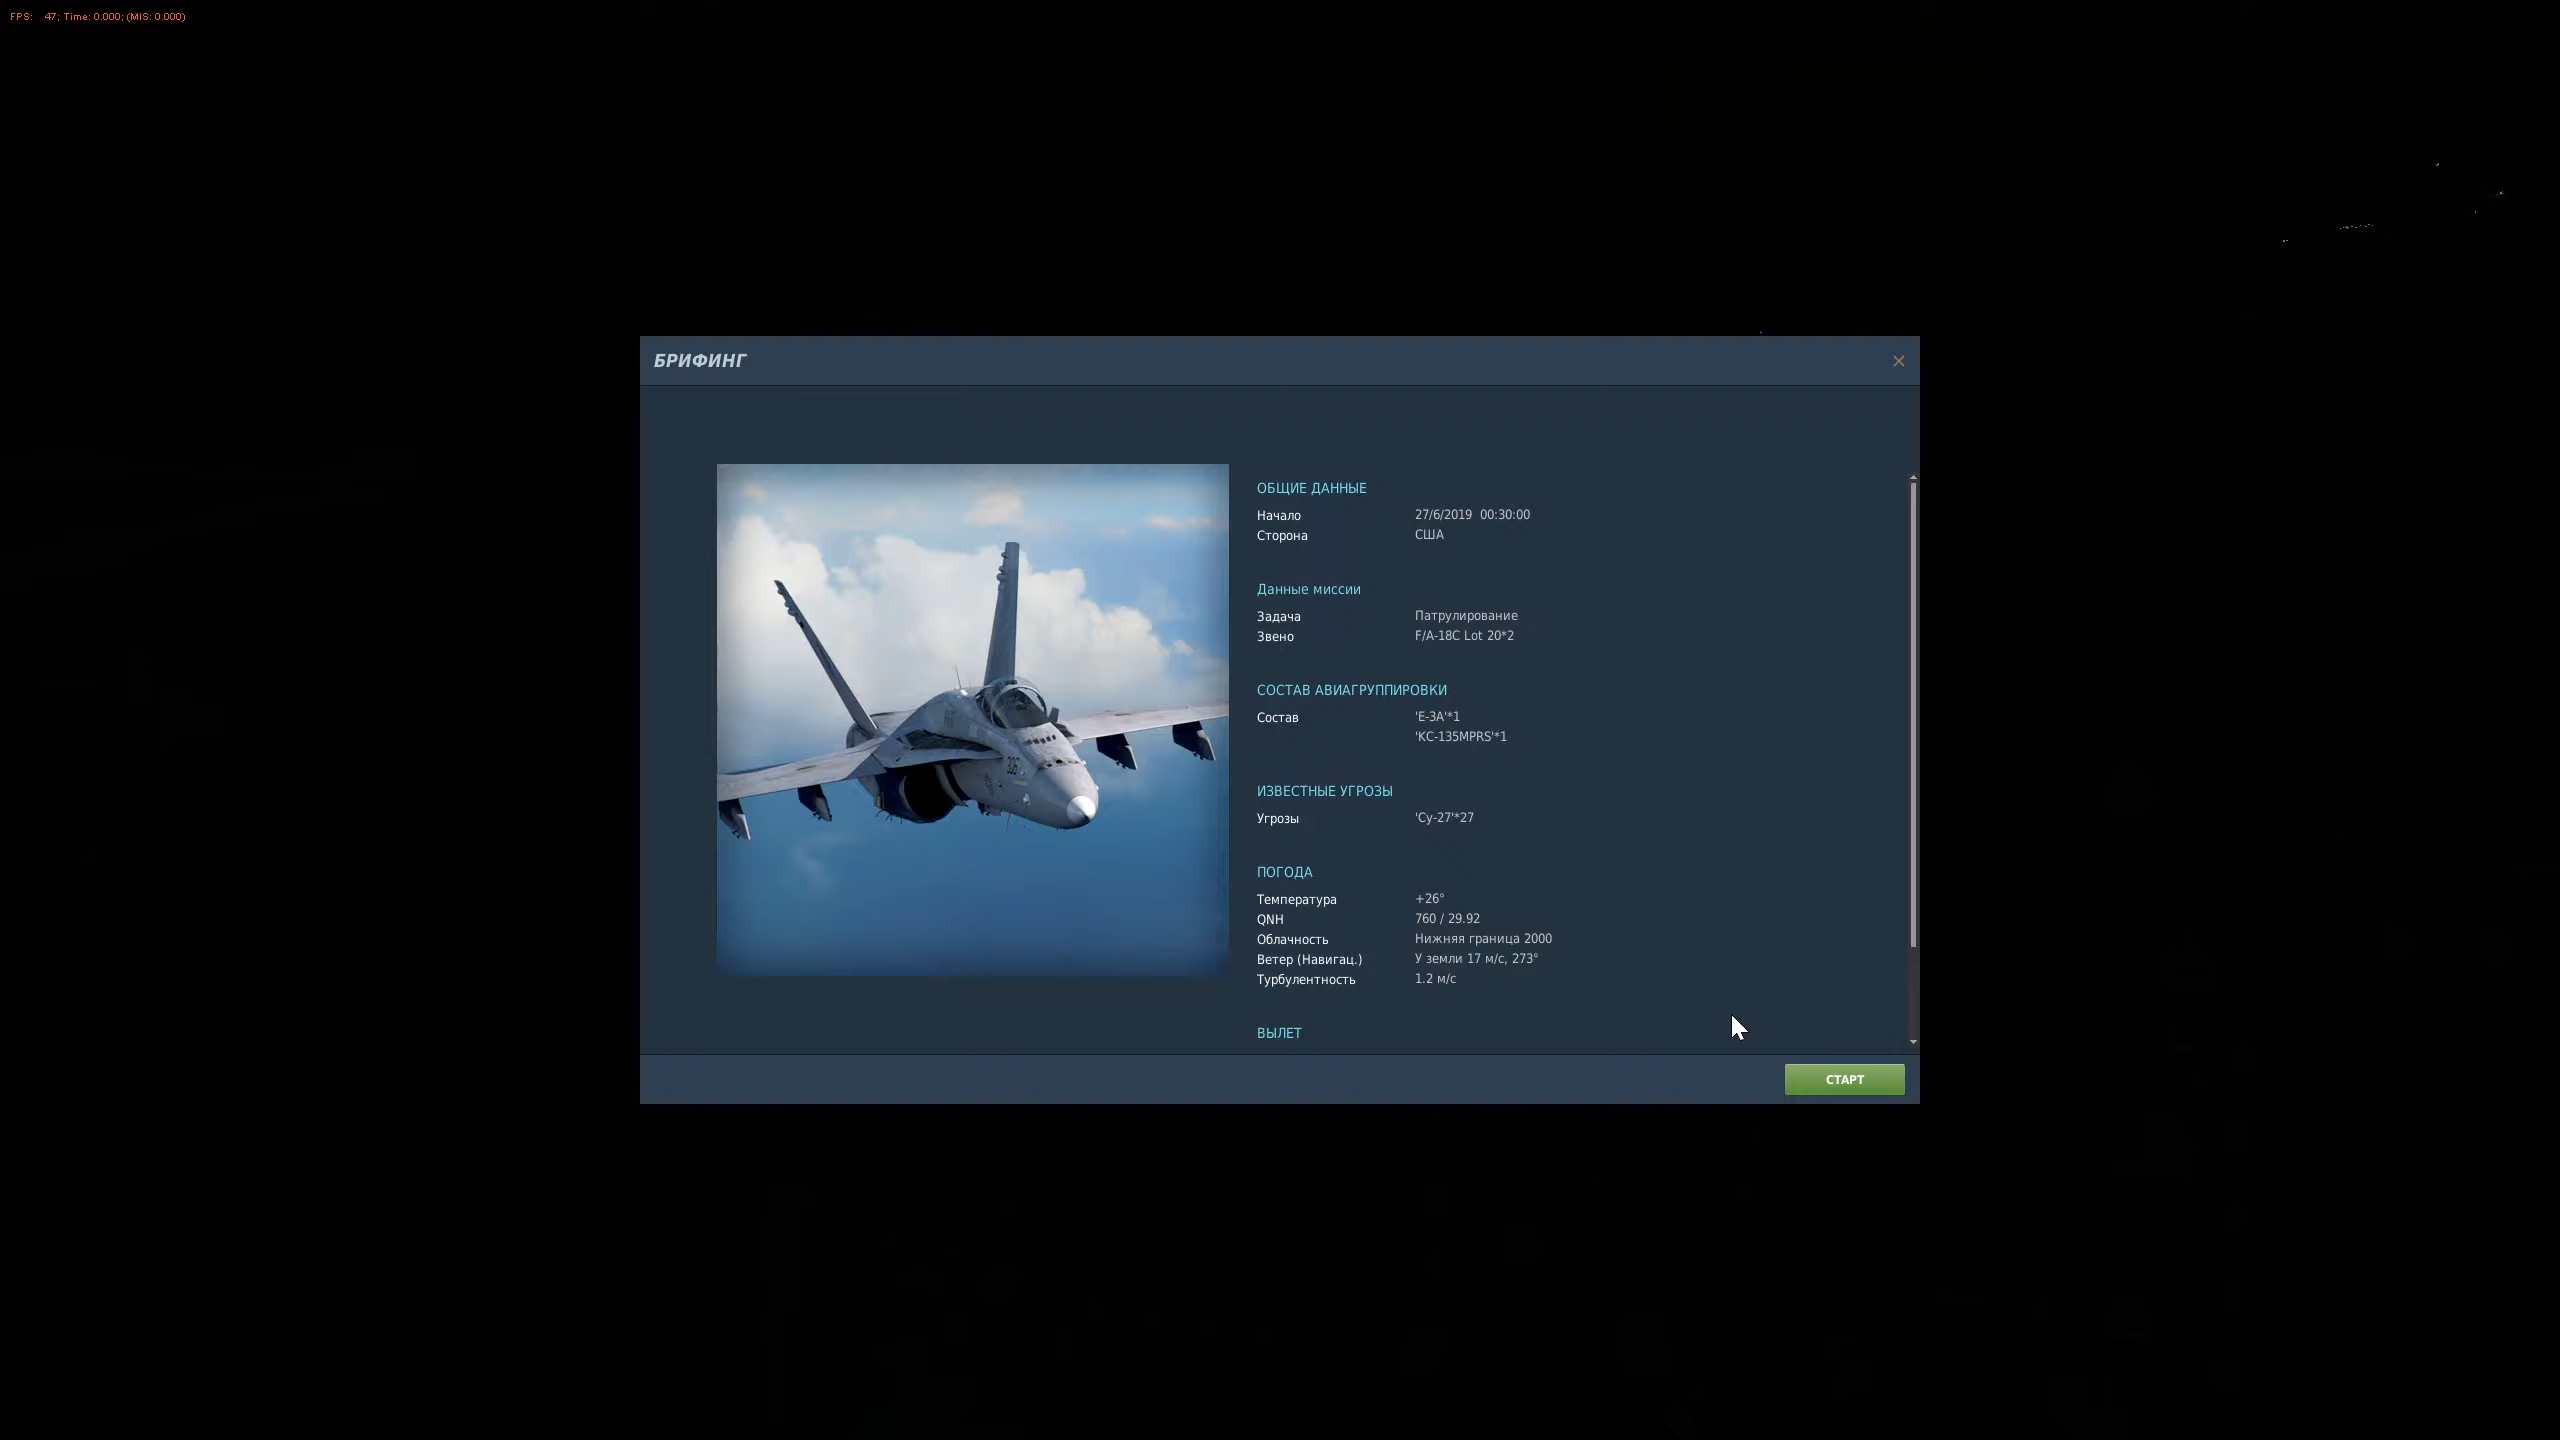 FPS: 47; Time: 0.000; (MIS: 0.000)
БРИФИНГ
ОБЩИЕ ДАННЫЕ
Начало 27/6/2019 00:30:00
Сторона США
Данные миссии
Задача Патрулирование
Звено F/A-18C Lot 20*2
СОСТАВ АВИАГРУППИРОВКИ
Состав 'E-3A'*1
'KC-135MPRS'*1
ИЗВЕСТНЫЕ УГРОЗЫ
Угрозы 'Су-27'*27
ПОГОДА
Температура +26°
QNH 760 / 29.92
Облачность Нижняя граница 2000
Ветер (Навигац.) У земли 17 м/с, 273°
Турбулентность 1.2 м/с
ВЫЛЕТ
СТАРТ